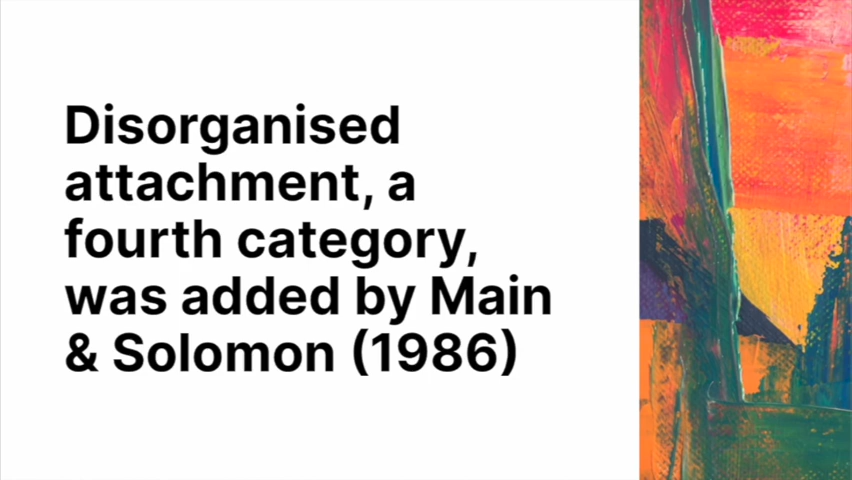 Disorganised
attachment, a
fourth category,
was added by Main
& Solomon (1986)